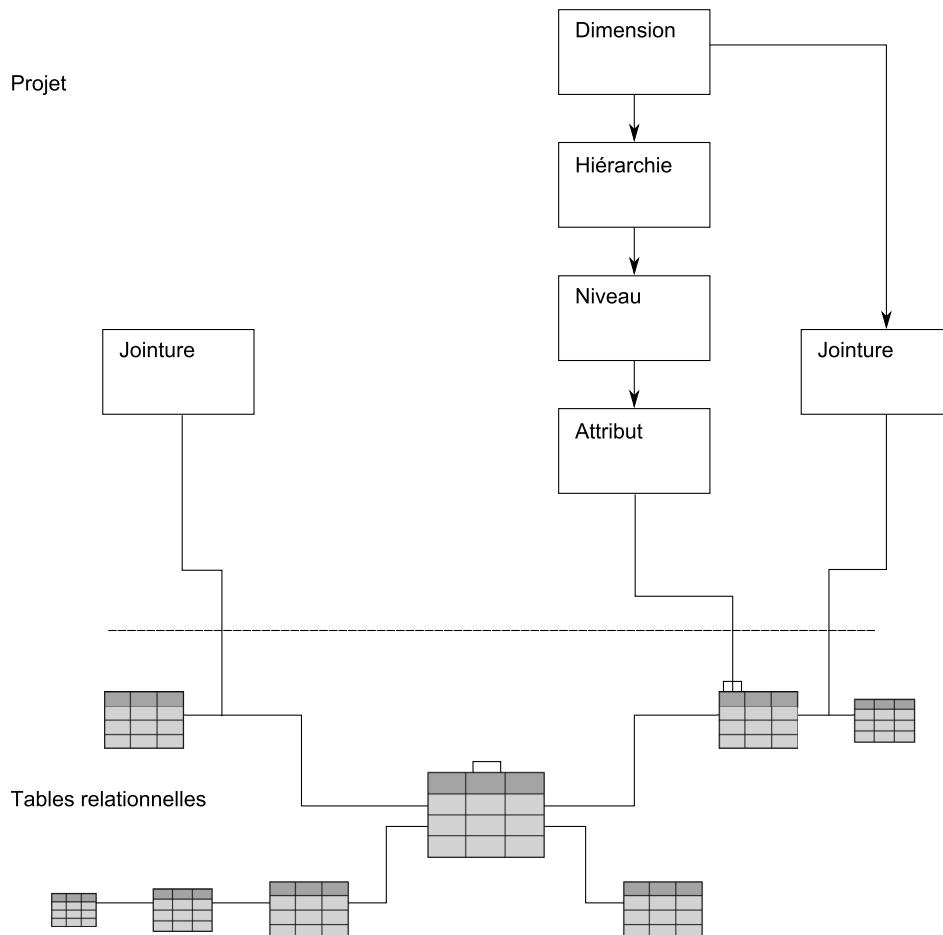 Dimension
Projet
Hiérarchie
Niveau
Jointure
Jointure
Attribut
Tables relationnelles